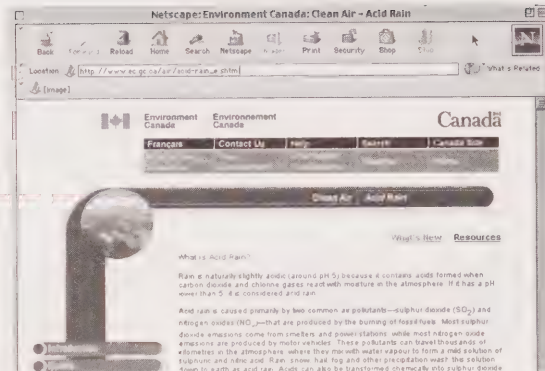 Netscape: Environment Canada: Clean Air – Acid Rain
Back Reload Home Search Netscape Print Security Shop Stop
Location http://www.ec.gc.ca/air/acid-rain_e.shtml What's Related
[Image]
Environment Canada Environnement Canada Canada
Français Contact Us Help Search Canada Site
Clean Air Acid Rain
What's New Resources
What is Acid Rain?
Rain is naturally slightly acidic (around pH 5) because it contains acids formed when
carbon dioxide and chlorine gases react with moisture in the atmosphere. If it has a pH
lower than 5 it is considered acid rain
Acid rain is caused primarily by two common air pollutants—sulphur dioxide (SO2) and
nitrogen oxides (NOx)—that are produced by the burning of fossil fuels. Most sulphur
dioxide emissions come from smelters and power stations while most nitrogen oxide
emissions are produced by motor vehicles. These pollutants can travel thousands of
kilometres in the atmosphere where they mix with water vapour to form a mild solution of
sulphuric and nitric acid. Rain snow hail fog and other precipitation wash this solution
down to earth as acid rain. Acids can also be transformed chemically into sulphur dioxide